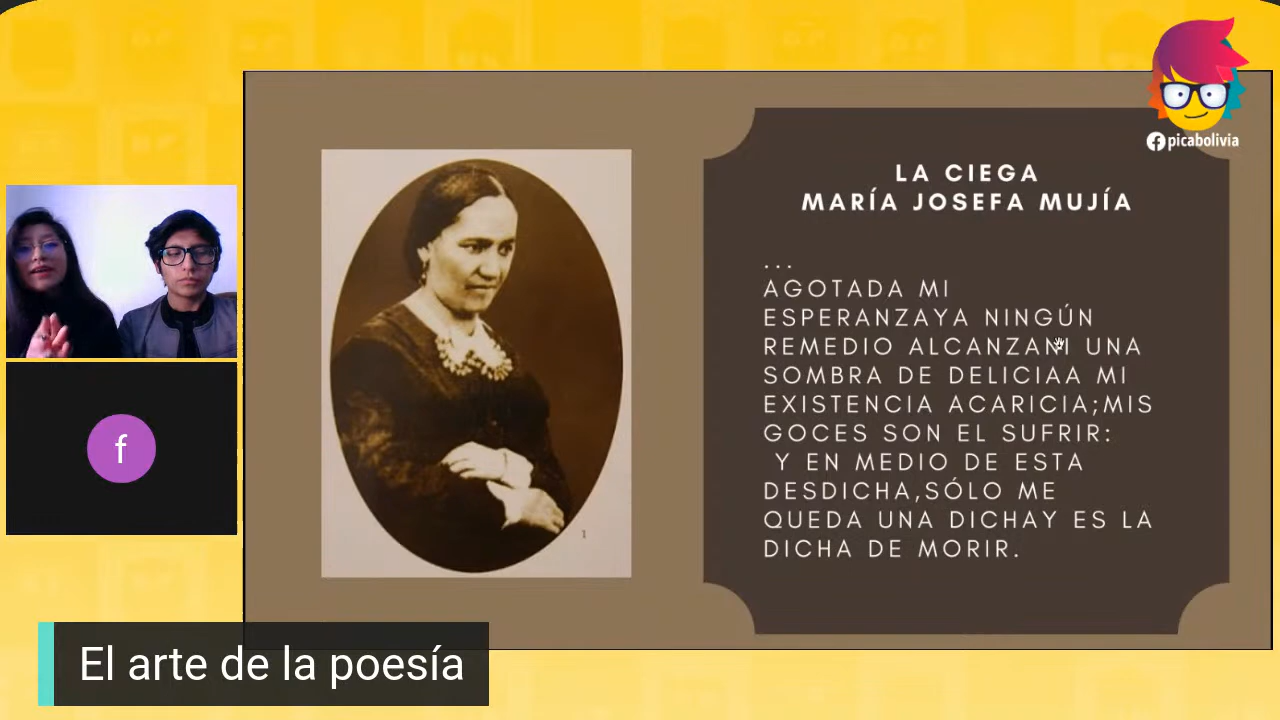 picabolivia
LA CIEGA
MARÍA JOSEFA MUJÍA
...
AGOTADA MI
ESPERANZAYA NINGÚN
REMEDIO ALCANZANI UNA
SOMBRA DE DELICIAA MI
EXISTENCIA ACARICIA;MIS
GOCES SON EL SUFRIR:
Y EN MEDIO DE ESTA
DESDICHA,SÓLO ME
QUEDA UNA DICHAY ES LA
DICHA DE MORIR.
1
f
El arte de la poesía